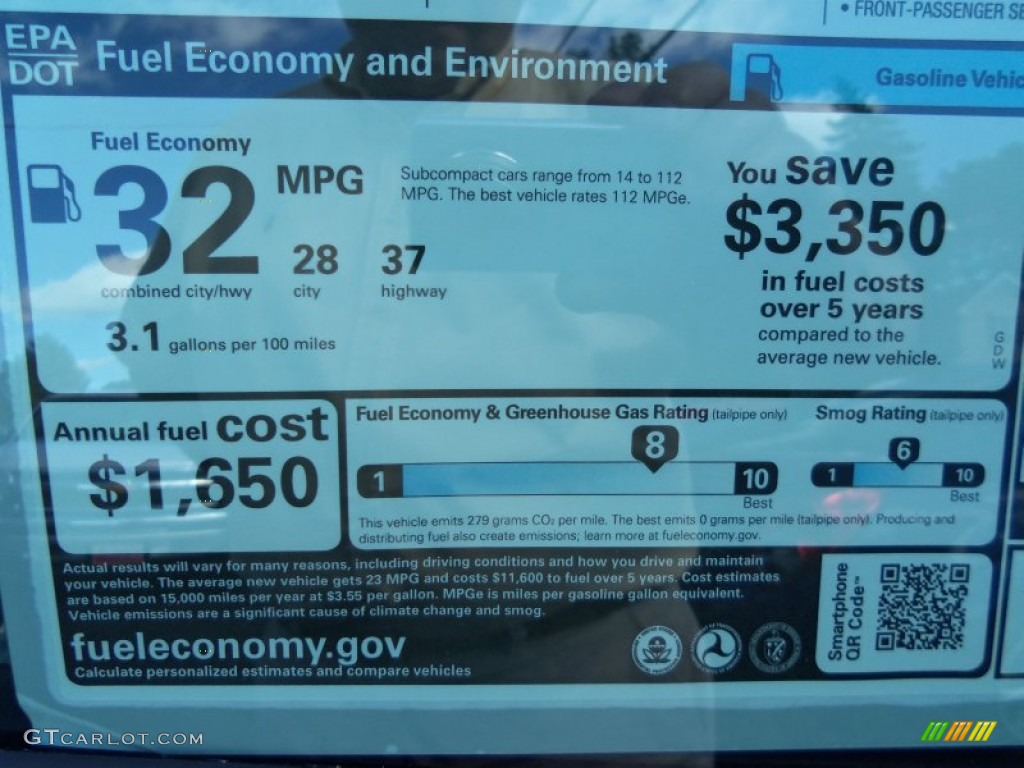 • FRONT-PASSENGER
EPA
DOT
Fuel Economy and Environment
Gasoline
Fuel Economy
32
MPG
combined city/hwy
28
city
37
highway
3.1 gallons per 100 miles
Subcompact cars range from 14 to 112
MPG. The best vehicle rates 112 MPGe.
You save
$3,350
in fuel costs
over 5 years
compared to the
average new vehicle.
G
D
W
Annual fuel cost
$1,650
Fuel Economy & Greenhouse Gas Rating (tailpipe only)
8
1
10
Best
Smog Rating (tailpipe only)
6
1
10
Best
This vehicle emits 279 grams CO₂ per mile. The best emits 0 grams per mile (tailpipe only). Producing and
distributing fuel also create emissions; learn more at fueleconomy.gov.
Actual results will vary for many reasons, including driving conditions and how you drive and maintain
your vehicle. The average new vehicle gets 23 MPG and costs $11,600 to fuel over 5 years. Cost estimates
are based on 15,000 miles per year at $3.55 per gallon. MPGe is miles per gasoline gallon equivalent.
Vehicle emissions are a significant cause of climate change and smog.
fueleconomy.gov
Calculate personalized estimates and compare vehicles
Smartphone
QR Code™
GTCARLOT.COM